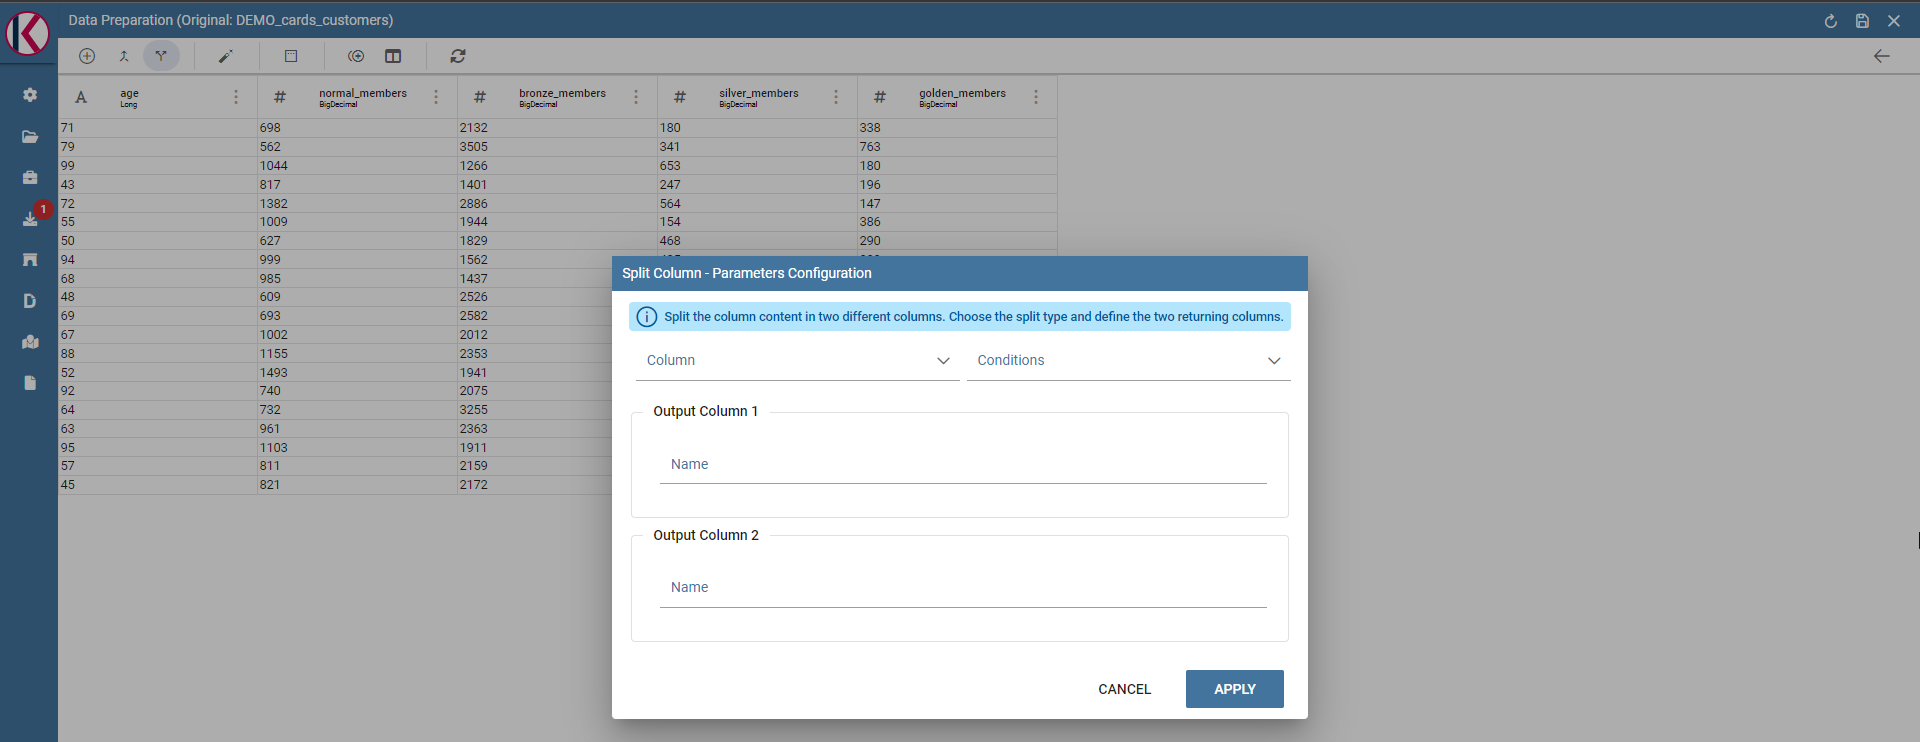 Data Preparation (Original: DEMO_cards_customers)
A age Long
# normal_members BigDecimal
# bronze_members BigDecimal
# silver_members BigDecimal
# golden_members BigDecimal
71 698 2132 180 338
79 562 3505 341 763
99 1044 1266 653 180
43 817 1401 247 196
72 1382 2886 564 147
55 1009 1944 154 386
50 627 1829 468 290
94 999 1562
68 985 1437
48 609 2526
69 693 2582
67 1002 2012
88 1155 2353
52 1493 1941
92 740 2075
64 732 3255
63 961 2363
95 1103 1911
57 811 2159
45 821 2172
1
D
Split Column - Parameters Configuration
Split the column content in two different columns. Choose the split type and define the two returning columns.
Column Conditions
Output Column 1
Name
Output Column 2
Name
CANCEL APPLY